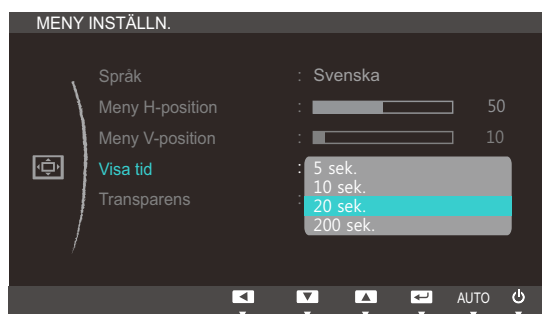 MENY INSTÄLLN.
Språk : Svenska
Meny H-position : 50
Meny V-position : 10
Visa tid : 5 sek.
10 sek.
Transparens : 20 sek.
200 sek.
AUTO